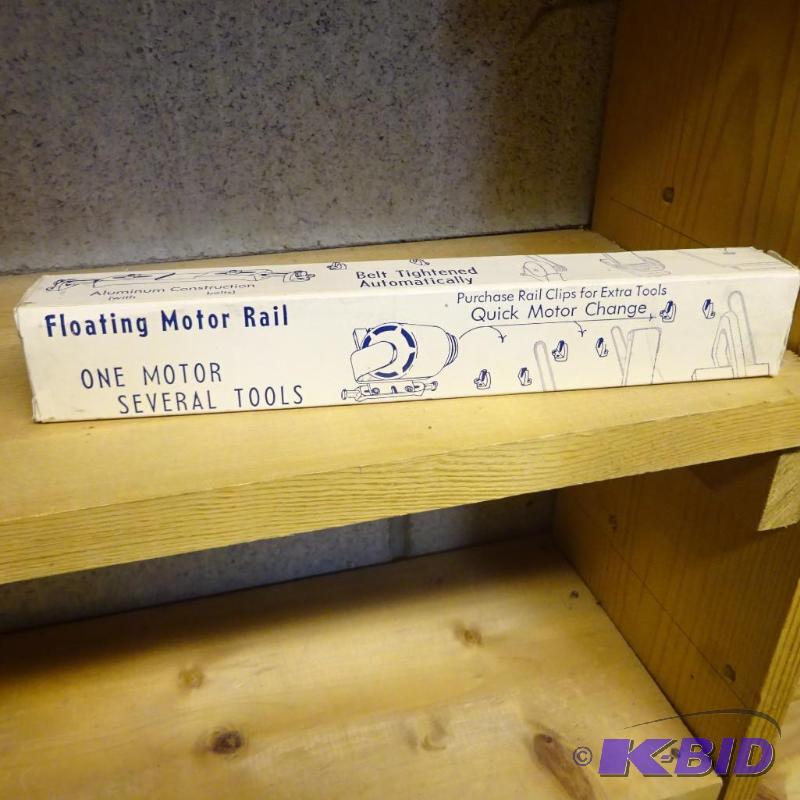 Aluminum Construction
(with bolts)
Belt Tightened
Automatically
Floating Motor Rail
ONE MOTOR
SEVERAL TOOLS
Purchase Rail Clips for Extra Tools
Quick Motor Change
© K-BID